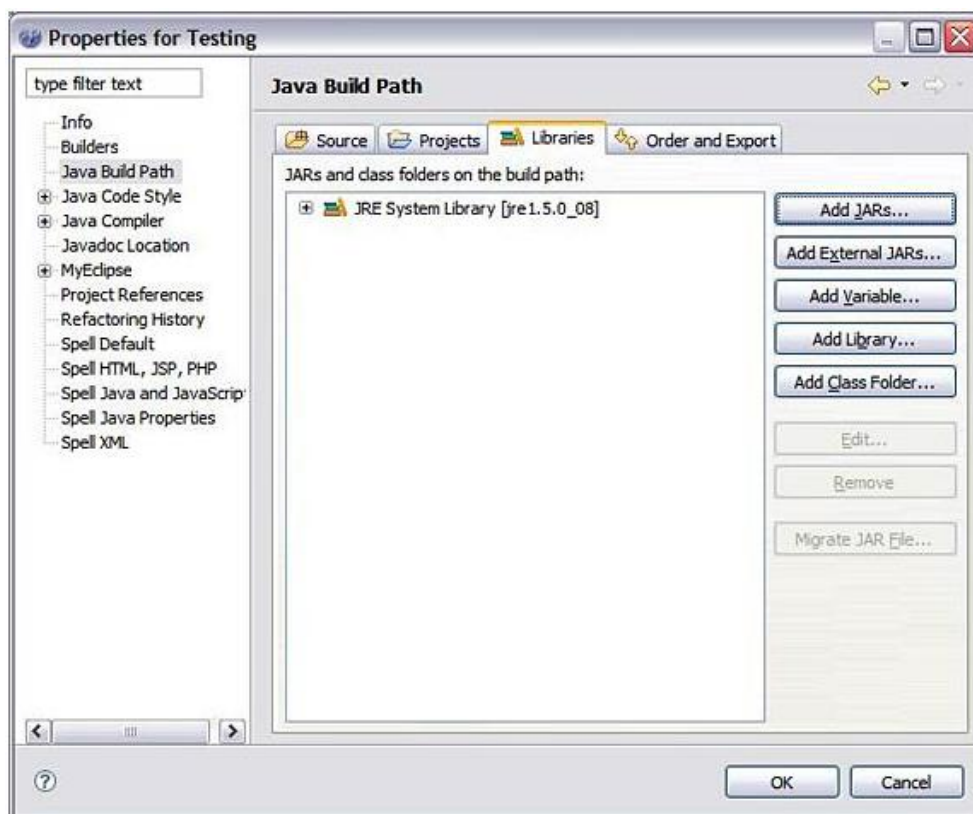 Properties for Testing
type filter text
Info
Builders
Java Build Path
Java Code Style
Java Compiler
Javadoc Location
MyEclipse
Project References
Refactoring History
Spell Default
Spell HTML, JSP, PHP
Spell Java and JavaScrip
Spell Java Properties
Spell XML
Java Build Path
Source Projects Libraries Order and Export
JARs and class folders on the build path:
JRE System Library [jre1.5.0_08]
Add JARs...
Add External JARs...
Add Variable...
Add Library...
Add Class Folder...
Edit...
Remove
Migrate JAR File...
OK Cancel